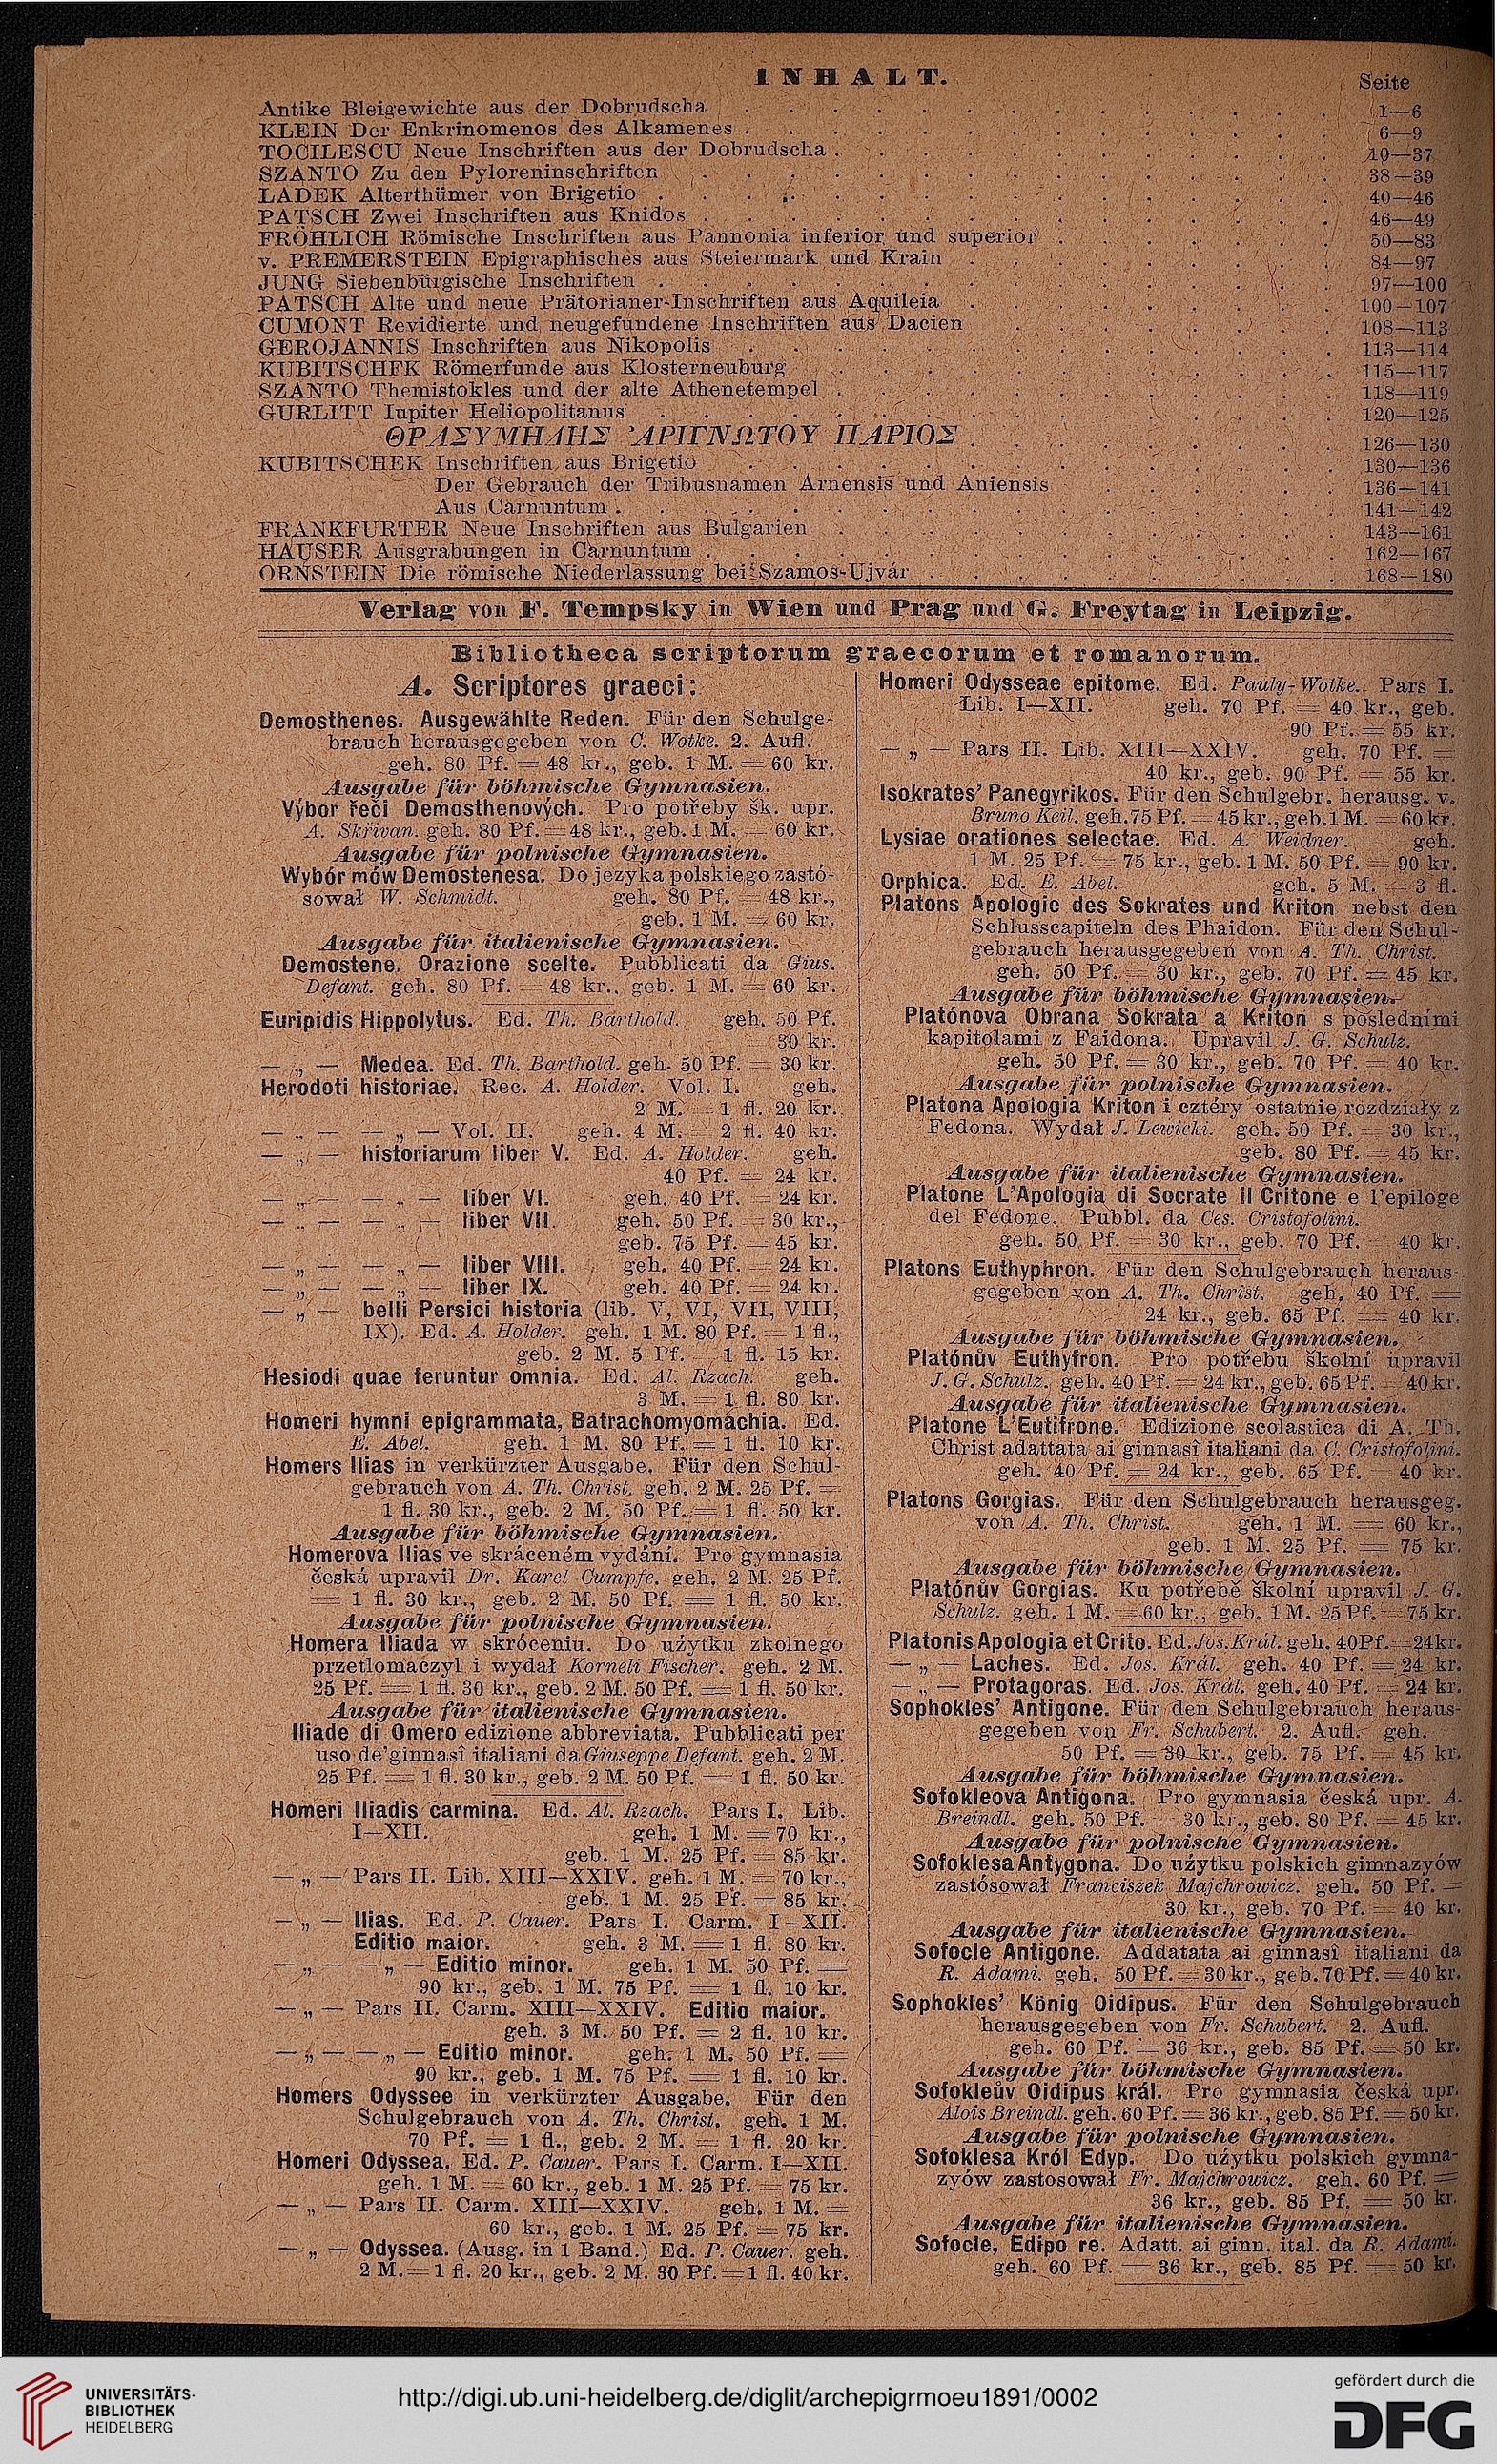 INHALT.
Seite
Antike Bleigewichte aus der Dobrudscha . . . 1—6
KLEIN Der Enkrinomenos des Alkamenes . . . 6—9
TOCILESCU Neue Inschriften aus der Dobrudscha . . . 10—37
SZANTO Zu den Pyloreninschriften . . . 38—39
LADEK Alterthümer von Brigetio . . . 40—46
PATSCH Zwei Inschriften aus Knidos . . . 46—49
FRÖHLICH Römische Inschriften aus Pannonia inferior und superior . . . 50—83
v. PREMERSTEIN Epigraphisches aus Steiermark und Krain . . . 84—97
JUNG Siebenbürgische Inschriften . . . 97—100
PATSCH Alte und neue Prätorianer-Inschriften aus Aquileia . . . 100—107
CUMONT Revidierte und neugefundene Inschriften aus Dacien . . . 108—113
GEROJANNIS Inschriften aus Nikopolis . . . 113—114
KUBITSCHEK Römerfunde aus Klosterneuburg . . . 115—117
SZANTO Themistokles und der alte Athenetempel . . . 118—119
GURLITT Iupiter Heliopolitanus . . . 120—125
ΘΡΑΣΥΜΗΔΗΣ ἈΡΙΓΝΩΤΟΥ ΠΑΡΙΟΣ . . . 126—130
KUBITSCHEK Inschriften aus Brigetio . . . 130—136
Der Gebrauch der Tribusnamen Arnensis und Aniensis . . . 136—141
Aus Carnuntum . . . 141—142
FRANKFURTER Neue Inschriften aus Bulgarien . . . 143—161
HAUSER Ausgrabungen in Carnuntum . . . 162—167
ORNSTEIN Die römische Niederlassung bei Szamos-Ujvár . . . 168—180
Verlag von F. Tempsky in Wien und Prag und G. Freytag in Leipzig.
Bibliotheca scriptorum graecorum et romanorum.
A. Scriptores graeci:
Demosthenes. Ausgewählte Reden. Für den Schulge-
brauch herausgegeben von C. Wotke. 2. Aufl.
geh. 80 Pf. = 48 kr., geb. 1 M. = 60 kr.
Ausgabe für böhmische Gymnasien.
Výbor řečí Demosthenových. Pro potřeby šk. upr.
A. Skřivan. geh. 80 Pf. = 48 kr., geb. 1 M. = 60 kr.
Ausgabe für polnische Gymnasien.
Wybór mów Demostenesa. Do jezyka polskiego zasto-
sował W. Schmidt. geh. 80 Pf. = 48 kr.,
geb. 1 M. = 60 kr.
Ausgabe für italienische Gymnasien.
Demostene. Orazione scelte. Pubblicati da Gius.
Defant. geh. 80 Pf. = 48 kr., geb. 1 M. = 60 kr.
Euripidis Hippolytus. Ed. Th. Barthold. geh. 50 Pf.
30 kr.
— „ — Medea. Ed. Th. Barthold. geh. 50 Pf. = 30 kr.
Herodoti historiae. Rec. A. Holder. Vol. I. geh.
2 M. = 1 fl. 20 kr.
— „ — — „ — Vol. II. geh. 4 M. = 2 fl. 40 kr.
— „ — historiarum liber V. Ed. A. Holder. geh.
40 Pf. = 24 kr.
— „ — — „ — liber VI. geh. 40 Pf. = 24 kr.
— „ — — „ — liber VII. geh. 50 Pf. = 30 kr.,
geb. 75 Pf. = 45 kr.
— „ — — „ — liber VIII. geh. 40 Pf. = 24 kr.
— „ — — „ — liber IX. geh. 40 Pf. = 24 kr.
— „ — belli Persici historia (lib. V, VI, VII, VIII,
IX). Ed. A. Holder. geh. 1 M. 80 Pf. = 1 fl.,
geb. 2 M. 5 Pf. = 1 fl. 15 kr.
Hesiodi quae feruntur omnia. Ed. Al. Rzach. geh.
3 M. = 1 fl. 80 kr.
Homeri hymni epigrammata, Batrachomyomachia. Ed.
E. Abel. geh. 1 M. 80 Pf. = 1 fl. 10 kr.
Homers Ilias in verkürzter Ausgabe. Für den Schul-
gebrauch von A. Th. Christ. geh. 2 M. 25 Pf. =
1 fl. 30 kr., geb. 2 M. 50 Pf. = 1 fl. 50 kr.
Ausgabe für böhmische Gymnasien.
Homerova Ilias ve skráceném vydání. Pro gymnasia
česká upravil Dr. Karel Cumpfe. geh. 2 M. 25 Pf.
= 1 fl. 30 kr., geb. 2 M. 50 Pf. = 1 fl. 50 kr.
Ausgabe für polnische Gymnasien.
Homera Iliada w skróceniu. Do użytku zkolnego
przetlomaczyl i wydał Korneli Fischer. geh. 2 M.
25 Pf. = 1 fl. 30 kr., geb. 2 M. 50 Pf. = 1 fl. 50 kr.
Ausgabe für italienische Gymnasien.
Iliade di Omero edizione abbreviata. Pubblicati per
uso de'ginnasî italiani da Giuseppe Defant. geh. 2 M.
25 Pf. = 1 fl. 30 kr., geb. 2 M. 50 Pf. = 1 fl. 50 kr.
Homeri Iliadis carmina. Ed. Al. Rzach. Pars I. Lib.
I—XII. geh. 1 M. = 70 kr.,
geb. 1 M. 25 Pf. = 85 kr.
— „ — Pars II. Lib. XIII—XXIV. geh. 1 M. = 70 kr.,
geb. 1 M. 25 Pf. = 85 kr.
— „ — Ilias. Ed. P. Cauer. Pars I. Carm. I—XII.
Editio maior. geh. 3 M. = 1 fl. 80 kr.
— „ — — „ — Editio minor. geh. 1 M. 50 Pf. =
90 kr., geb. 1 M. 75 Pf. = 1 fl. 10 kr.
— „ — Pars II. Carm. XIII—XXIV. Editio maior.
geh. 3 M. 50 Pf. = 2 fl. 10 kr.
— „ — — „ — Editio minor. geh. 1 M. 50 Pf. =
90 kr., geb. 1 M. 75 Pf. = 1 fl. 10 kr.
Homers Odyssee in verkürzter Ausgabe. Für den
Schulgebrauch von A. Th. Christ. geh. 1 M.
70 Pf. = 1 fl., geb. 2 M. = 1 fl. 20 kr.
Homeri Odyssea. Ed. P. Cauer. Pars I. Carm. I—XII.
geh. 1 M. = 60 kr., geb. 1 M. 25 Pf. = 75 kr.
— „ — Pars II. Carm. XIII—XXIV. geh. 1 M. =
60 kr., geb. 1 M. 25 Pf. = 75 kr.
— „ — Odyssea. (Ausg. in 1 Band.) Ed. P. Cauer. geh.
2 M. = 1 fl. 20 kr., geb. 2 M. 30 Pf. = 1 fl. 40 kr.
Homeri Odysseae epitome. Ed. Pauly-Wotke. Pars I.
Lib. I—XII. geh. 70 Pf. = 40 kr., geb.
90 Pf. = 55 kr.
— „ — Pars II. Lib. XIII—XXIV. geh. 70 Pf. =
40 kr., geb. 90 Pf. = 55 kr.
Isokrates' Panegyrikos. Für den Schulgebr. herausg. v.
Bruno Keil. geh. 75 Pf. = 45 kr., geb. 1 M. = 60 kr.
Lysiae orationes selectae. Ed. A. Weidner. geh.
1 M. 25 Pf. = 75 kr., geb. 1 M. 50 Pf. = 90 kr.
Orphica. Ed. E. Abel. geh. 5 M. = 3 fl.
Platons Apologie des Sokrates und Kriton nebst den
Schlusscapiteln des Phaidon. Für den Schul-
gebrauch herausgegeben von A. Th. Christ.
geh. 50 Pf. = 30 kr., geb. 70 Pf. = 45 kr.
Ausgabe für böhmische Gymnasien.
Platónova Obrana Sokrata a Kriton s posledními
kapitolami z Faidona. Upravil J. G. Schulz.
geh. 50 Pf. = 30 kr., geb. 70 Pf. = 40 kr.
Ausgabe für polnische Gymnasien.
Platona Apologia Kriton i cztéry ostatnie rozdziały z
Fedona. Wydał J. Lewicki. geh. 50 Pf. = 30 kr.,
geb. 80 Pf. = 45 kr.
Ausgabe für italienische Gymnasien.
Platone L'Apologia di Socrate il Critone e l'epiloge
del Fedone. Pubbl. da Ces. Cristofolini.
geh. 50 Pf. = 30 kr., geb. 70 Pf. = 40 kr.
Platons Euthyphron. Für den Schulgebrauch heraus-
gegeben von A. Th. Christ. geh. 40 Pf. =
24 kr., geb. 65 Pf. = 40 kr.
Ausgabe für böhmische Gymnasien.
Platónův Euthyfron. Pro potřebu školní upravil
J. G. Schulz. geh. 40 Pf. = 24 kr., geb. 65 Pf. = 40 kr.
Ausgabe für italienische Gymnasien.
Platone L'Eutifrone. Edizione scolastica di A. Th.
Christ adattata ai ginnasî italiani da C. Cristofolini.
geh. 40 Pf. = 24 kr., geb. 65 Pf. = 40 kr.
Platons Gorgias. Für den Schulgebrauch herausgeg.
von A. Th. Christ. geh. 1 M. = 60 kr.,
geb. 1 M. 25 Pf. = 75 kr.
Ausgabe für böhmische Gymnasien.
Platónův Gorgias. Ku potřebě školní upravil J. G.
Schulz. geh. 1 M. = 60 kr., geb. 1 M. 25 Pf. = 75 kr.
Platonis Apologia et Crito. Ed. Jos. Král. geh. 40 Pf. = 24 kr.
— „ — Laches. Ed. Jos. Král. geh. 40 Pf. = 24 kr.
— „ — Protagoras. Ed. Jos. Král. geh. 40 Pf. = 24 kr.
Sophokles' Antigone. Für den Schulgebrauch heraus-
gegeben von Fr. Schubert. 2. Aufl. geh.
50 Pf. = 30 kr., geb. 75 Pf. = 45 kr.
Ausgabe für böhmische Gymnasien.
Sofokleova Antigona. Pro gymnasia česká upr. A.
Breindl. geh. 50 Pf. = 30 kr., geb. 80 Pf. = 45 kr.
Ausgabe für polnische Gymnasien.
Sofoklesa Antygona. Do użytku polskich gimnazyów
zastósował Franciszek Majchrowicz. geh. 50 Pf. =
30 kr., geb. 70 Pf. = 40 kr.
Ausgabe für italienische Gymnasien.
Sofocle Antigone. Addatata ai ginnasî italiani da
R. Adami. geh. 50 Pf. = 30 kr., geb. 70 Pf. = 40 kr.
Sophokles' König Oidipus. Für den Schulgebrauch
herausgegeben von Fr. Schubert. 2. Aufl.
geh. 60 Pf. = 36 kr., geb. 85 Pf. = 50 kr.
Ausgabe für böhmische Gymnasien.
Sofokleův Oidipus král. Pro gymnasia česká upr.
Alois Breindl. geh. 60 Pf. = 36 kr., geb. 85 Pf. = 50 kr.
Ausgabe für polnische Gymnasien.
Sofoklesa Król Edyp. Do użytku polskich gymna-
zyów zastosował Fr. Majchrowicz. geh. 60 Pf. =
36 kr., geb. 85 Pf. = 50 kr.
Ausgabe für italienische Gymnasien.
Sofocle, Edipo re. Adatt. ai ginn. ital. da R. Adami.
geh. 60 Pf. = 36 kr., geb. 85 Pf. = 50 kr.
UNIVERSITÄTS-
BIBLIOTHEK
HEIDELBERG
http://digi.ub.uni-heidelberg.de/diglit/archepigrmoeu1891/0002
gefördert durch die
DFG